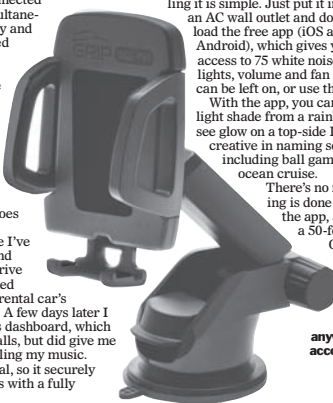 nected
ultane-
y and
ed
e
oes
e I've
nd
rive
ed
rental car's
A few days later I
s dashboard, which
alls, but did give me
ling my music.
al, so it securely
s with a fully
GRIP
ling it is simple. Just put it i
an AC wall outlet and do
load the free app (iOS a
Android), which gives y
access to 75 white nois
lights, volume and fan
can be left on, or use th
With the app, you can
light shade from a rain
see glow on a top-side
creative in naming s
including ball gam
ocean cruise.
There's no
ing is done
the app,
a 50-f
any
acce